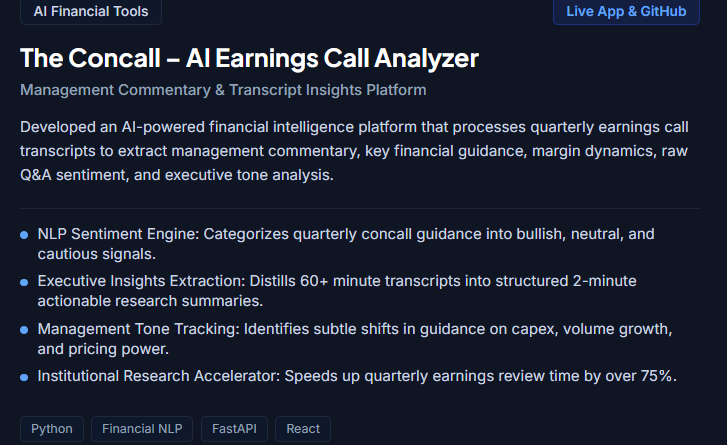 AI Financial Tools
Live App & GitHub
The Concall – AI Earnings Call Analyzer
Management Commentary & Transcript Insights Platform
Developed an AI-powered financial intelligence platform that processes quarterly earnings call
transcripts to extract management commentary, key financial guidance, margin dynamics, raw
Q&A sentiment, and executive tone analysis.
NLP Sentiment Engine: Categorizes quarterly concall guidance into bullish, neutral, and
cautious signals.
Executive Insights Extraction: Distills 60+ minute transcripts into structured 2-minute
actionable research summaries.
Management Tone Tracking: Identifies subtle shifts in guidance on capex, volume growth,
and pricing power.
Institutional Research Accelerator: Speeds up quarterly earnings review time by over 75%.
Python
Financial NLP
FastAPI
React